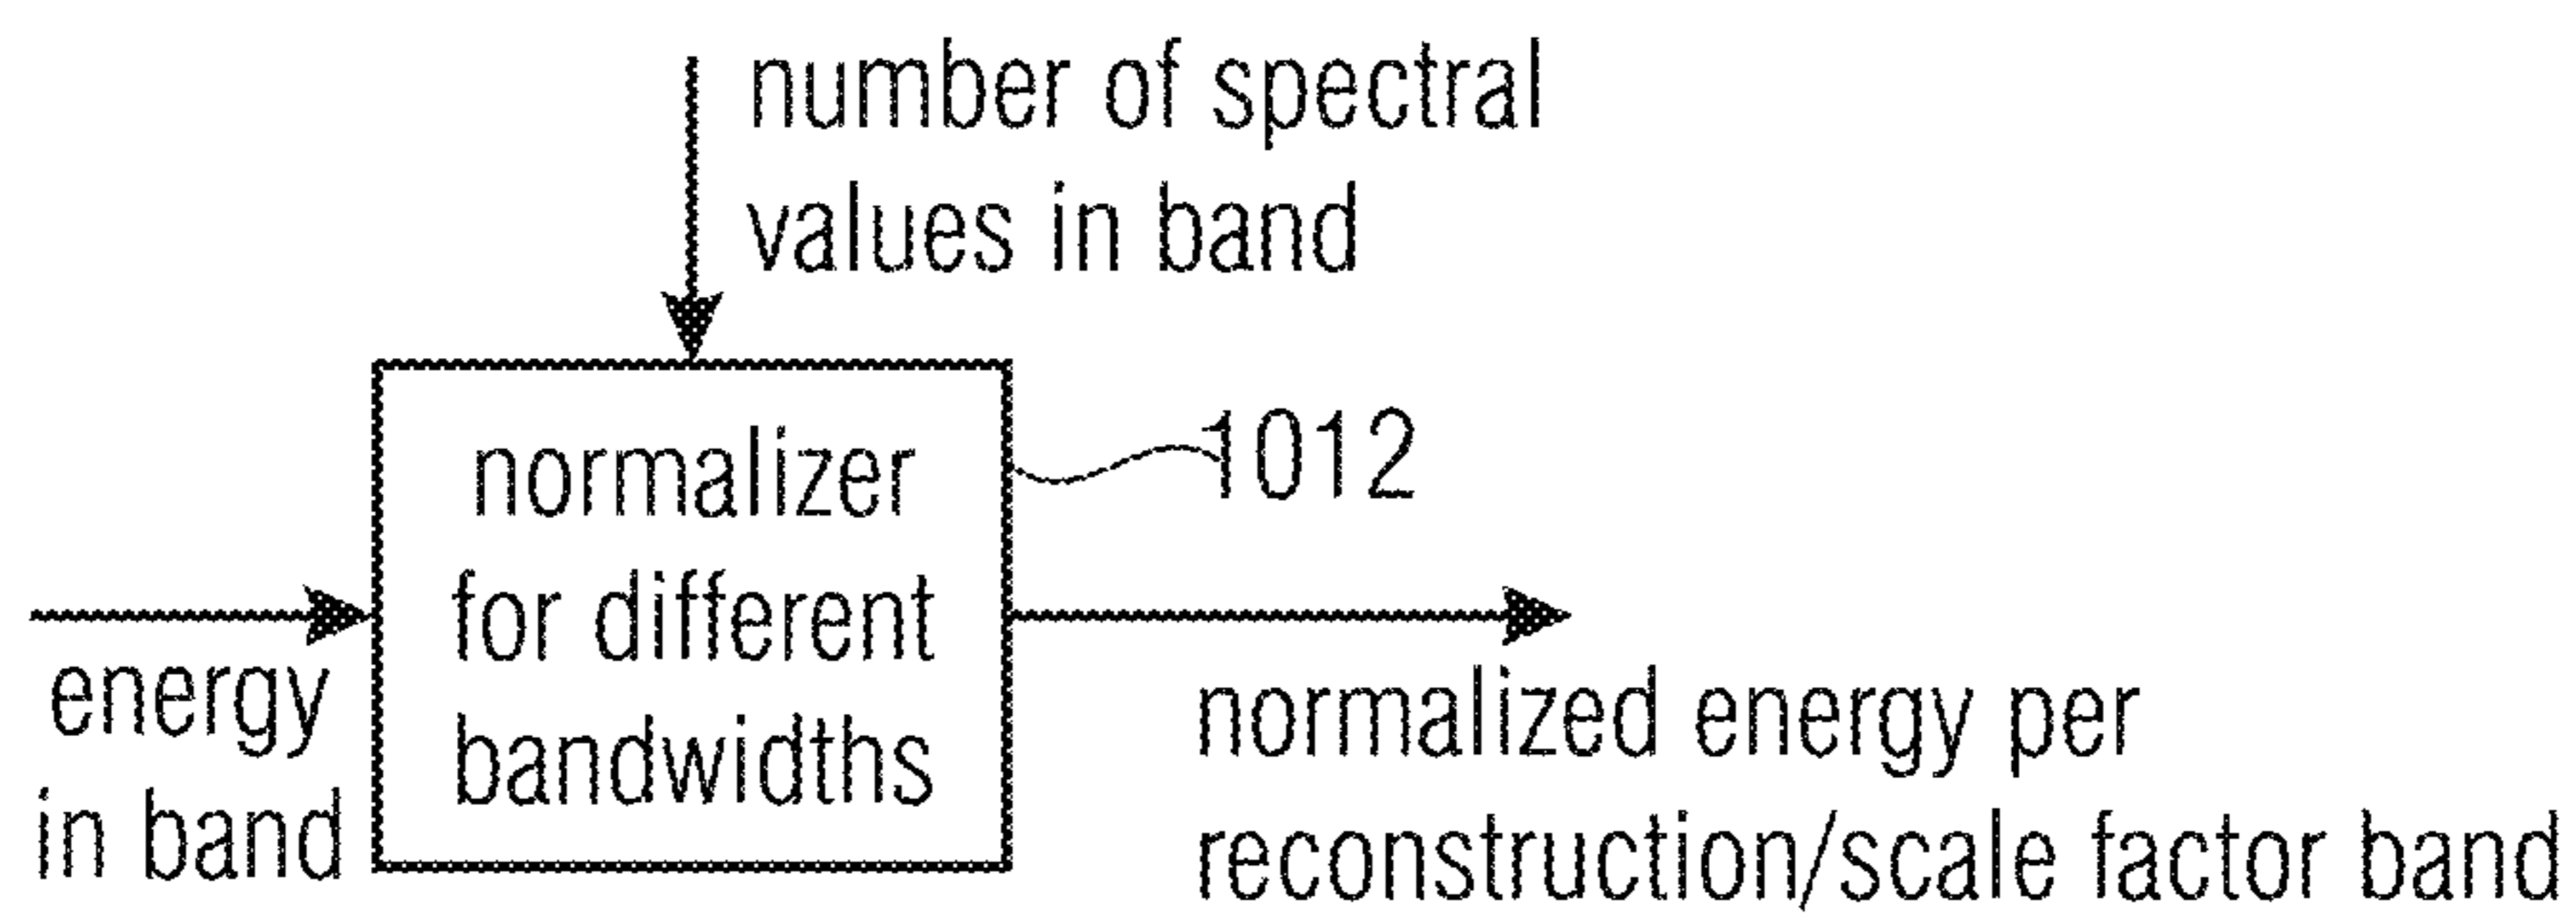 number of spectral
values in band
normalizer
for different
bandwidths
1012
energy
in band
normalized energy per
reconstruction/scale factor band